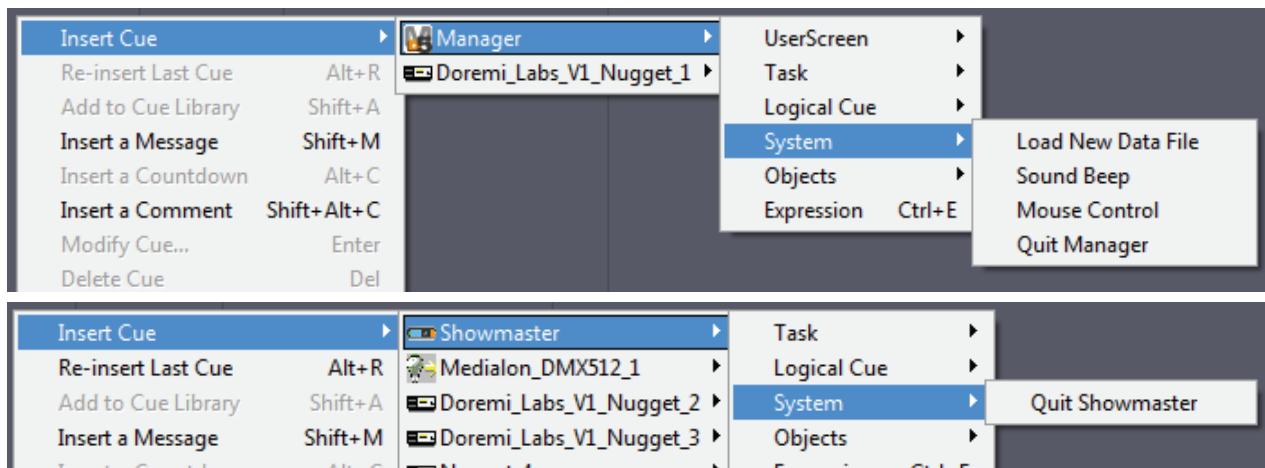 Insert Cue Manager UserScreen
Re-insert Last Cue Alt+R Doremi_Labs_V1_Nugget_1 Task
Add to Cue Library Shift+A Logical Cue
Insert a Message Shift+M System Load New Data File
Insert a Countdown Alt+C Objects Sound Beep
Insert a Comment Shift+Alt+C Expression Ctrl+E Mouse Control
Modify Cue... Enter Quit Manager
Delete Cue Del
Insert Cue Showmaster Task
Re-insert Last Cue Alt+R Medialon_DMX512_1 Logical Cue
Add to Cue Library Shift+A Doremi_Labs_V1_Nugget_2 System Quit Showmaster
Insert a Message Shift+M Doremi_Labs_V1_Nugget_3 Objects